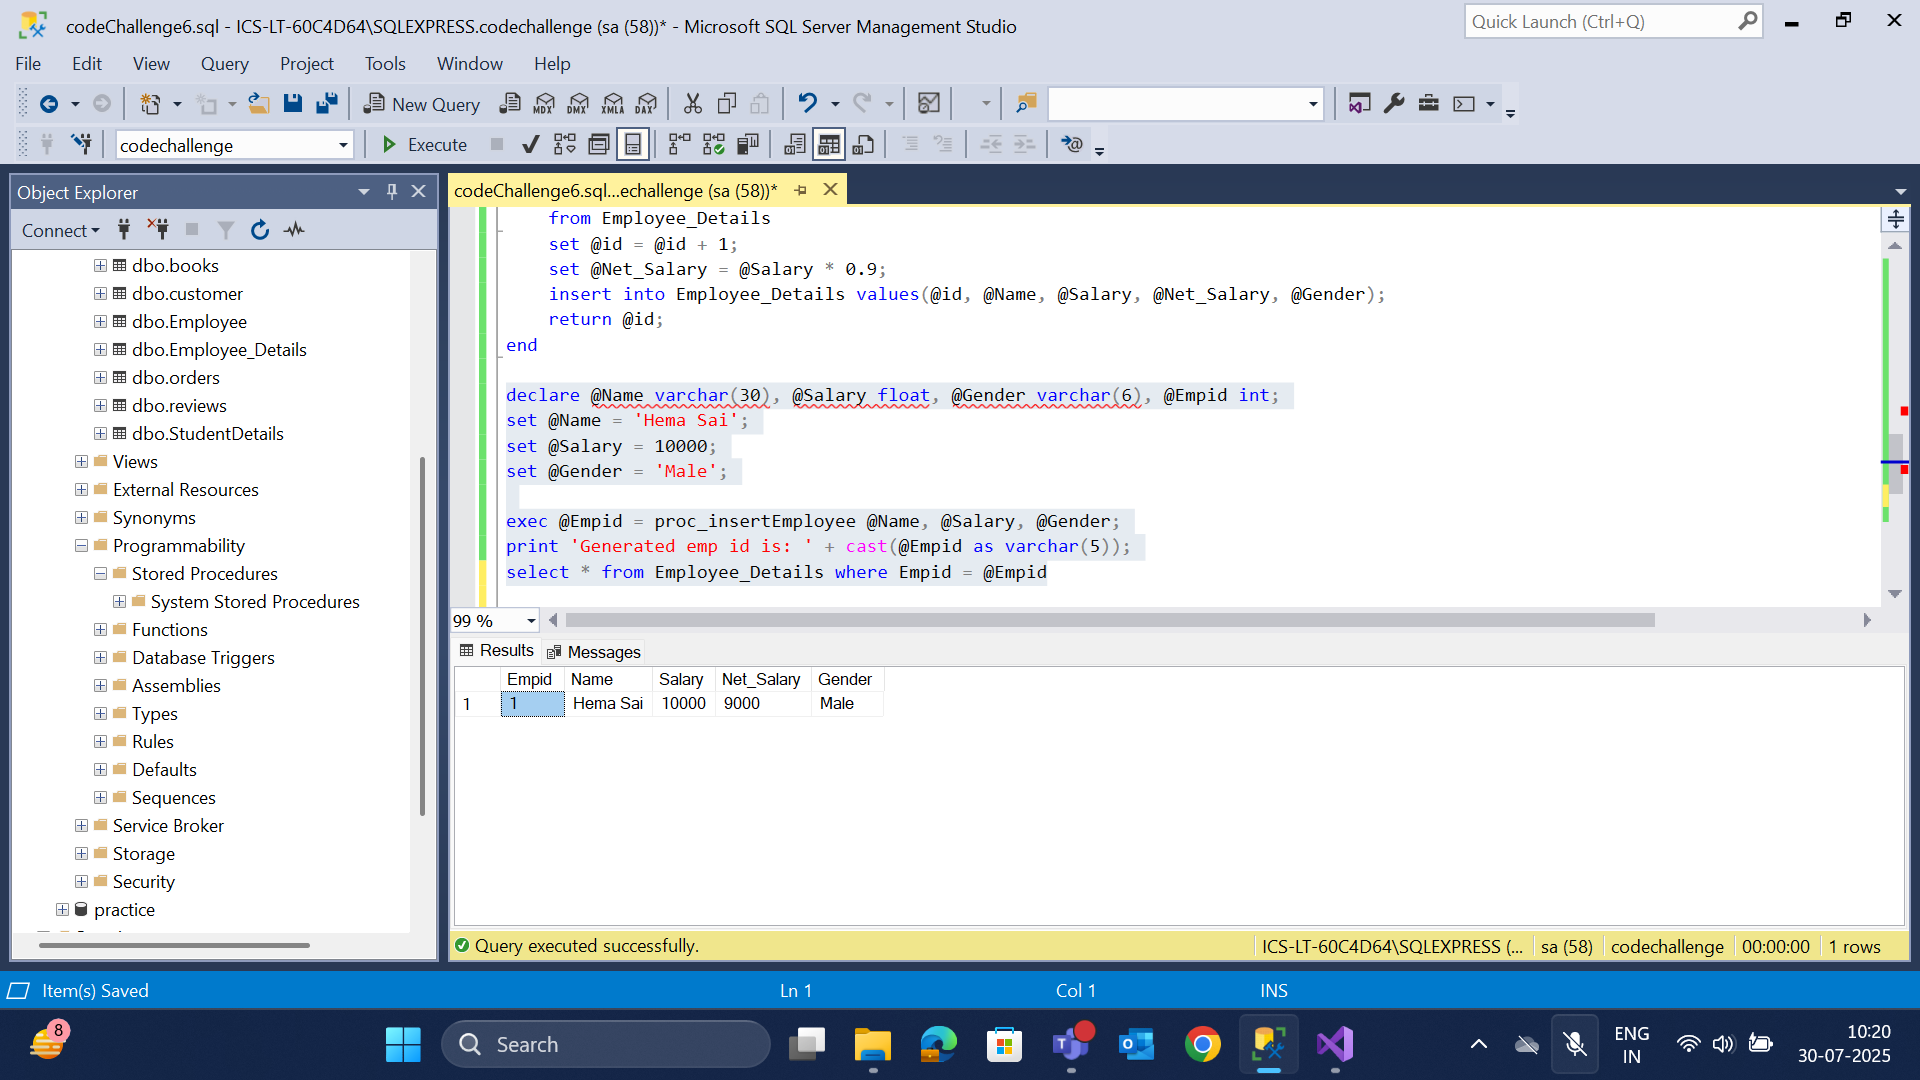 codeChallenge6.sql - ICS-LT-60C4D64\SQLEXPRESS.codechallenge (sa (58))* - Microsoft SQL Server Management Studio
Quick Launch (Ctrl+Q)
File Edit View Query Project Tools Window Help
New Query MDX DMX XMLA DAX
codechallenge Execute
Object Explorer
Connect
dbo.books
dbo.customer
dbo.Employee
dbo.Employee_Details
dbo.orders
dbo.reviews
dbo.StudentDetails
Views
External Resources
Synonyms
Programmability
Stored Procedures
System Stored Procedures
Functions
Database Triggers
Assemblies
Types
Rules
Defaults
Sequences
Service Broker
Storage
Security
practice
codeChallenge6.sql...echallenge (sa (58))*
from Employee_Details
set @id = @id + 1;
set @Net_Salary = @Salary * 0.9;
insert into Employee_Details values(@id, @Name, @Salary, @Net_Salary, @Gender);
return @id;
end
declare @Name varchar(30), @Salary float, @Gender varchar(6), @Empid int;
set @Name = 'Hema Sai';
set @Salary = 10000;
set @Gender = 'Male';
exec @Empid = proc_insertEmployee @Name, @Salary, @Gender;
print 'Generated emp id is: ' + cast(@Empid as varchar(5));
select * from Employee_Details where Empid = @Empid
99 %
Results Messages
Empid Name Salary Net_Salary Gender
1 1 Hema Sai 10000 9000 Male
Query executed successfully. ICS-LT-60C4D64\SQLEXPRESS (... sa (58) codechallenge 00:00:00 1 rows
Item(s) Saved Ln 1 Col 1 INS
8
Search
ENG
IN
10:20
30-07-2025